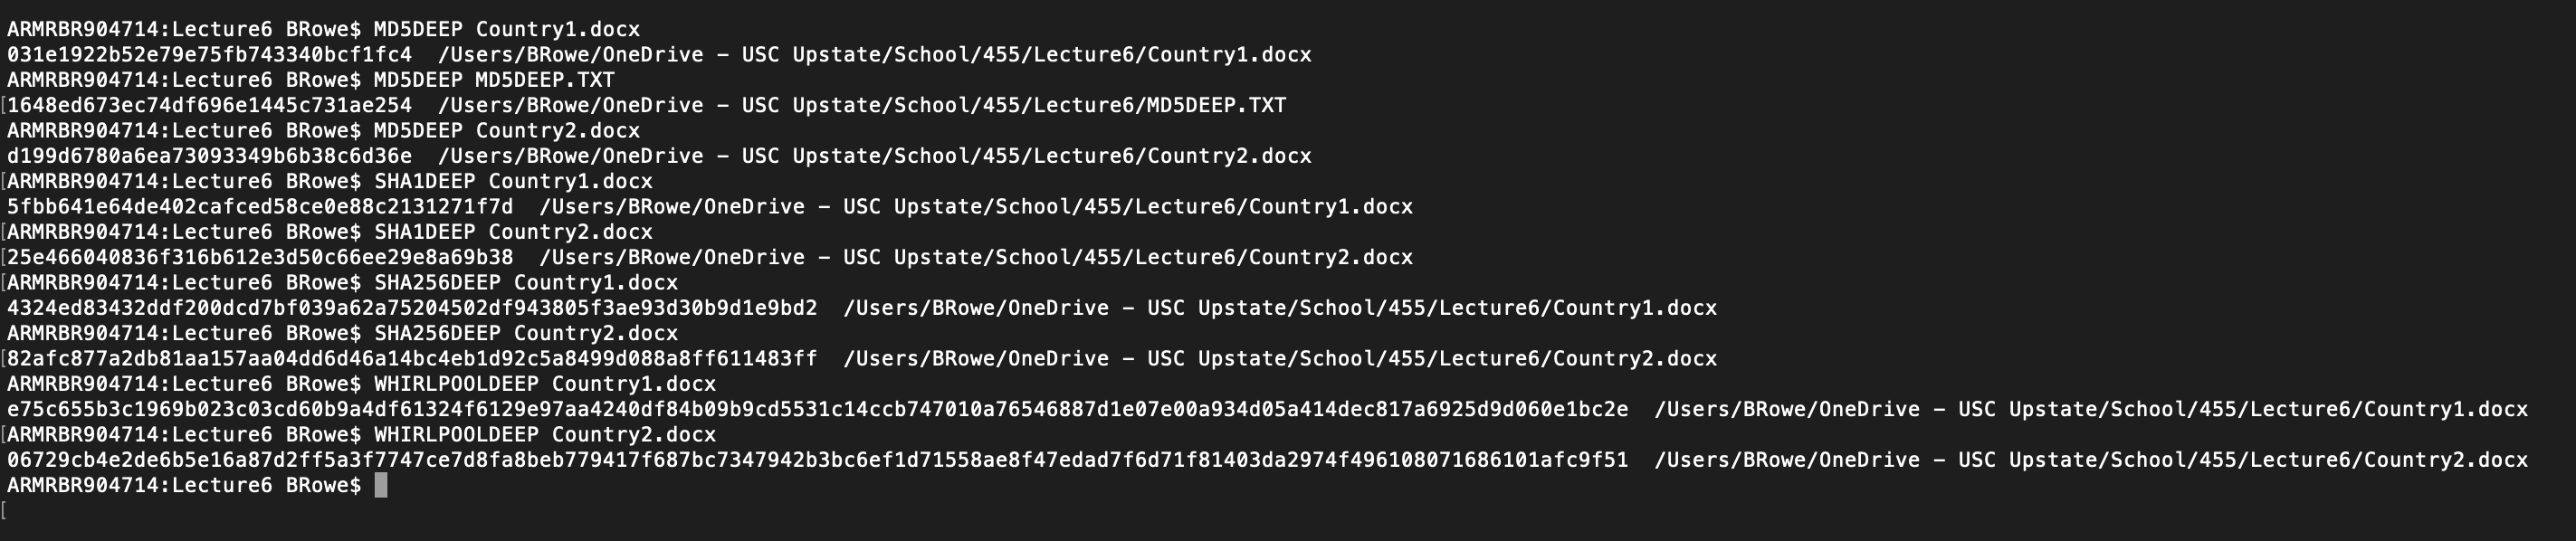 ARMRBR904714:Lecture6 BRowe$ MD5DEEP Country1.docx
031e1922b52e79e75fb743340bcf1fc4  /Users/BRowe/OneDrive - USC Upstate/School/455/Lecture6/Country1.docx
ARMRBR904714:Lecture6 BRowe$ MD5DEEP MD5DEEP.TXT
[1648ed673ec74df696e1445c731ae254  /Users/BRowe/OneDrive - USC Upstate/School/455/Lecture6/MD5DEEP.TXT
ARMRBR904714:Lecture6 BRowe$ MD5DEEP Country2.docx
d199d6780a6ea73093349b6b38c6d36e  /Users/BRowe/OneDrive - USC Upstate/School/455/Lecture6/Country2.docx
[ARMRBR904714:Lecture6 BRowe$ SHA1DEEP Country1.docx
5fbb641e64de402cafced58ce0e88c2131271f7d  /Users/BRowe/OneDrive - USC Upstate/School/455/Lecture6/Country1.docx
[ARMRBR904714:Lecture6 BRowe$ SHA1DEEP Country2.docx
[25e466040836f316b612e3d50c66ee29e8a69b38  /Users/BRowe/OneDrive - USC Upstate/School/455/Lecture6/Country2.docx
[ARMRBR904714:Lecture6 BRowe$ SHA256DEEP Country1.docx
4324ed83432ddf200dcd7bf039a62a75204502df943805f3ae93d30b9d1e9bd2  /Users/BRowe/OneDrive - USC Upstate/School/455/Lecture6/Country1.docx
ARMRBR904714:Lecture6 BRowe$ SHA256DEEP Country2.docx
[82afc877a2db81aa157aa04dd6d46a14bc4eb1d92c5a8499d088a8ff611483ff  /Users/BRowe/OneDrive - USC Upstate/School/455/Lecture6/Country2.docx
ARMRBR904714:Lecture6 BRowe$ WHIRLPOOLDEEP Country1.docx
e75c655b3c1969b023c03cd60b9a4df61324f6129e97aa4240df84b09b9cd5531c14ccb747010a76546887d1e07e00a934d05a414dec817a6925d9d060e1bc2e  /Users/BRowe/OneDrive - USC Upstate/School/455/Lecture6/Country1.docx
[ARMRBR904714:Lecture6 BRowe$ WHIRLPOOLDEEP Country2.docx
06729cb4e2de6b5e16a87d2ff5a3f7747ce7d8fa8beb779417f687bc7347942b3bc6ef1d71558ae8f47edad7f6d71f81403da2974f496108071686101afc9f51  /Users/BRowe/OneDrive - USC Upstate/School/455/Lecture6/Country2.docx
ARMRBR904714:Lecture6 BRowe$
[